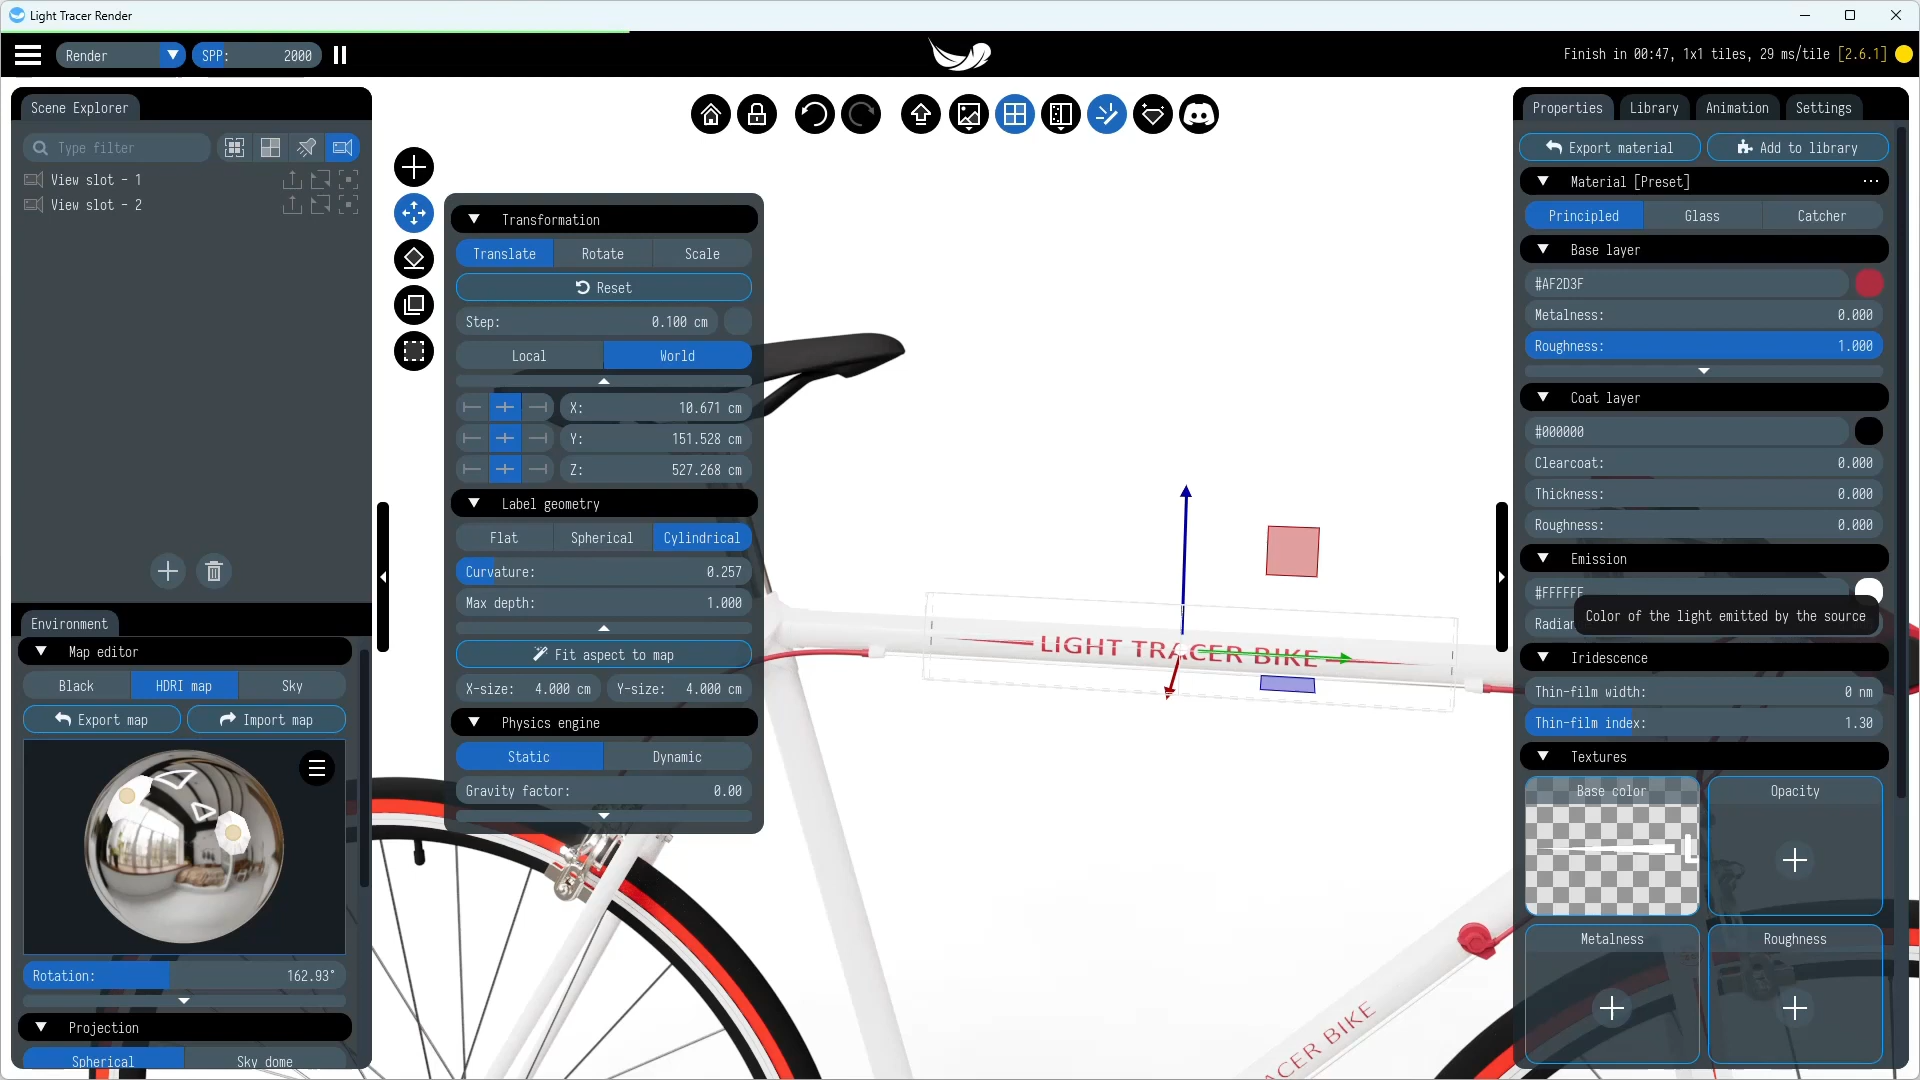 Light Tracer Render
Render
SPP: 2000
Finish in 00:47, 1x1 tiles, 29 ms/tile [2.6.1]
Scene Explorer
Type filter
View slot - 1
View slot - 2
Environment
Map editor
Black HDRI map Sky
Export map Import map
Rotation: 162.93°
Projection
Spherical Sky dome
Transformation
Translate Rotate Scale
Reset
Step: 0.100 cm
Local World
X: 10.671 cm
Y: 151.528 cm
Z: 527.268 cm
Label geometry
Flat Spherical Cylindrical
Curvature: 0.257
Max depth: 1.000
Fit aspect to map
X-size: 4.000 cm Y-size: 4.000 cm
Physics engine
Static Dynamic
Gravity factor: 0.00
LIGHT TRACER BIKE
ACER BIKE
Properties Library Animation Settings
Export material Add to library
Material [Preset]
Principled Glass Catcher
Base layer
#AF2D3F
Metalness: 0.000
Roughness: 1.000
Coat layer
#000000
Clearcoat: 0.000
Thickness: 0.000
Roughness: 0.000
Emission
#FFFFFF
Color of the light emitted by the source
Radian
Iridescence
Thin-film width: 0 nm
Thin-film index: 1.30
Textures
Base color Opacity
L
Metalness Roughness